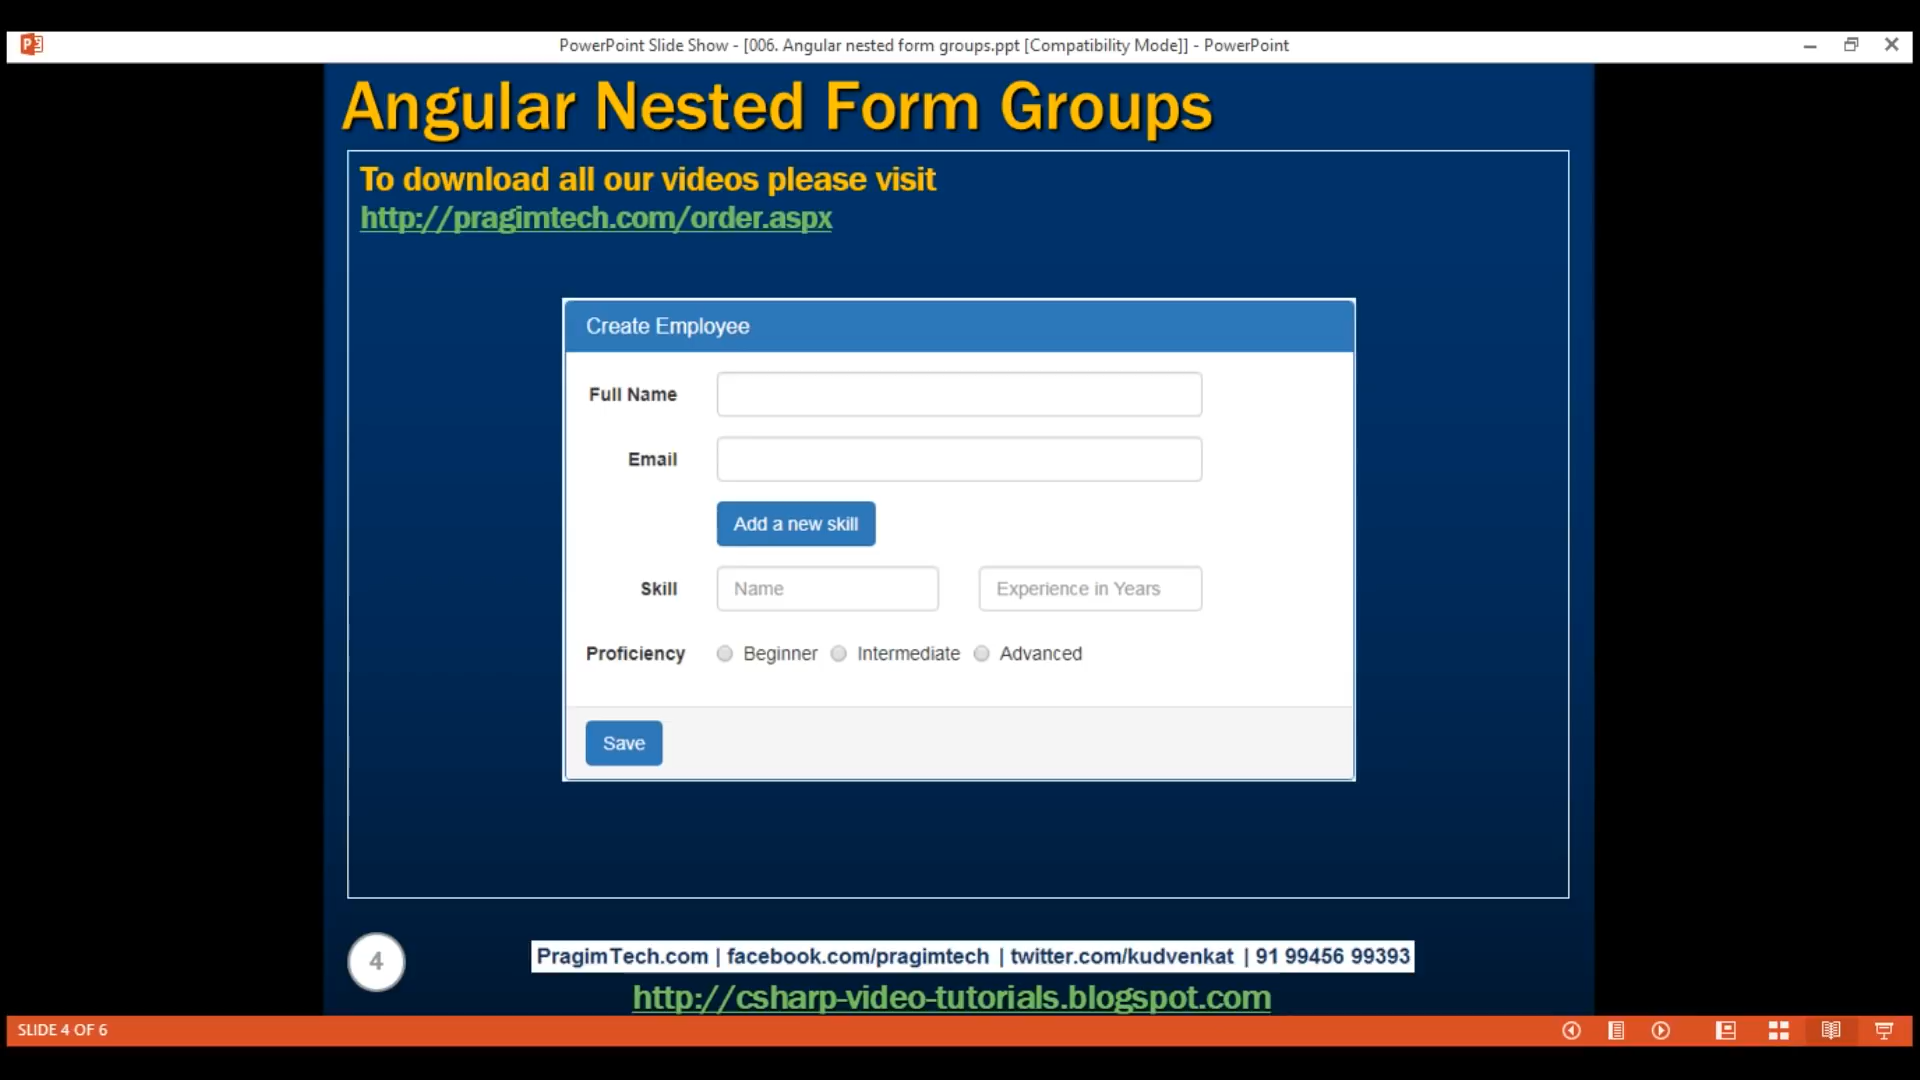 PowerPoint Slide Show - [006. Angular nested form groups.ppt [Compatibility Mode]] - PowerPoint
Angular Nested Form Groups
To download all our videos please visit
http://pragimtech.com/order.aspx
Create Employee
Full Name
Email
Add a new skill
Skill Name Experience in Years
Proficiency Beginner Intermediate Advanced
Save
4
PragimTech.com | facebook.com/pragimtech | twitter.com/kudvenkat | 91 99456 99393
http://csharp-video-tutorials.blogspot.com
SLIDE 4 OF 6